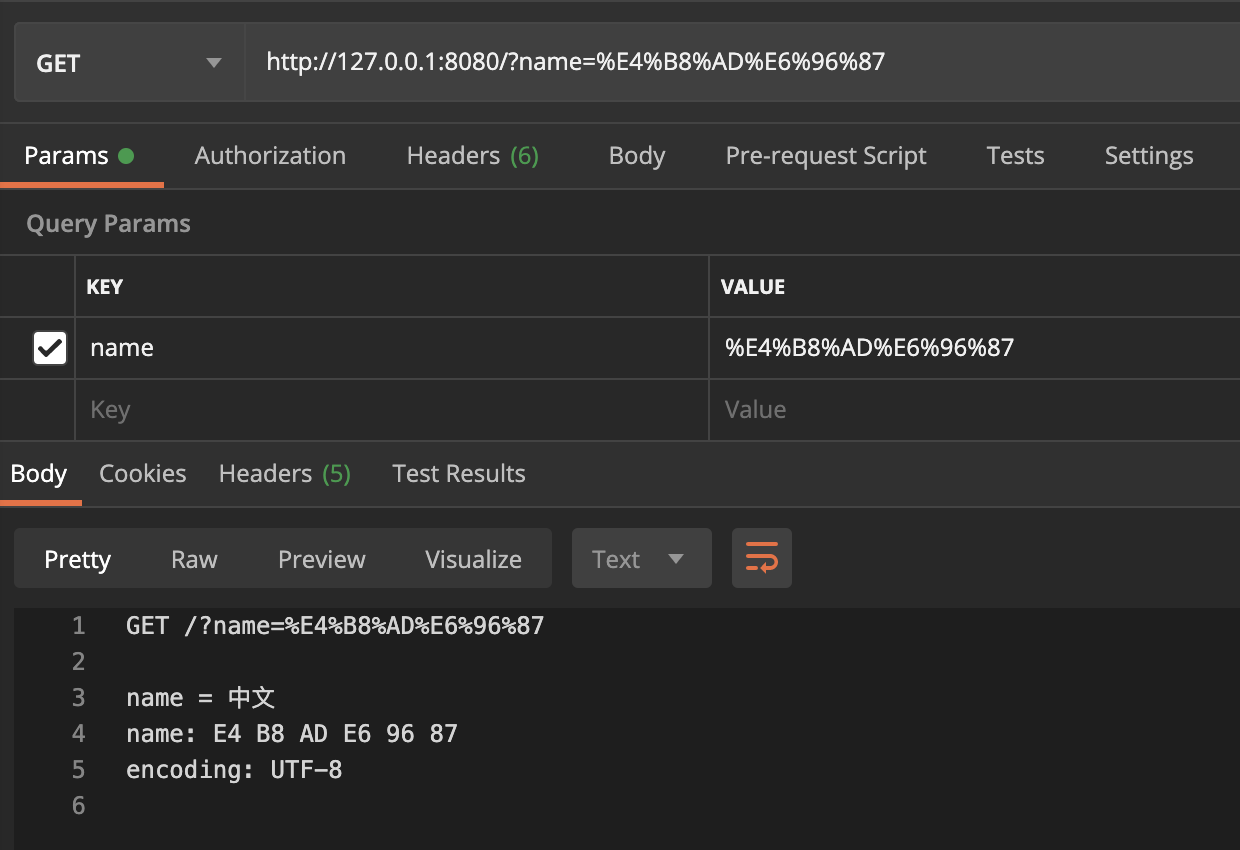 GET http://127.0.0.1:8080/?name=%E4%B8%AD%E6%96%87
Params Authorization Headers (6) Body Pre-request Script Tests Settings
Query Params
KEY VALUE
name %E4%B8%AD%E6%96%87
Key Value
Body Cookies Headers (5) Test Results
Pretty Raw Preview Visualize Text
1 GET /?name=%E4%B8%AD%E6%96%87
2
3 name = 中文
4 name: E4 B8 AD E6 96 87
5 encoding: UTF-8
6